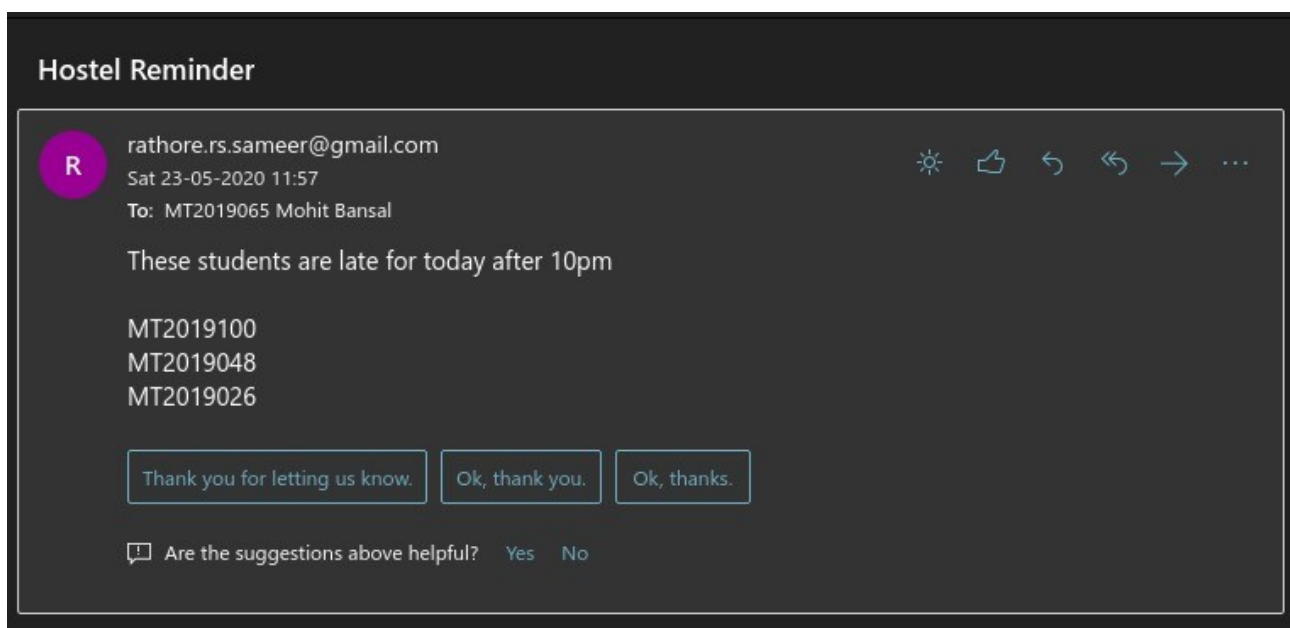 Hostel Reminder
R
rathore.rs.sameer@gmail.com
Sat 23-05-2020 11:57
To: MT2019065 Mohit Bansal
These students are late for today after 10pm
MT2019100
MT2019048
MT2019026
Thank you for letting us know. Ok, thank you. Ok, thanks.
Are the suggestions above helpful? Yes No